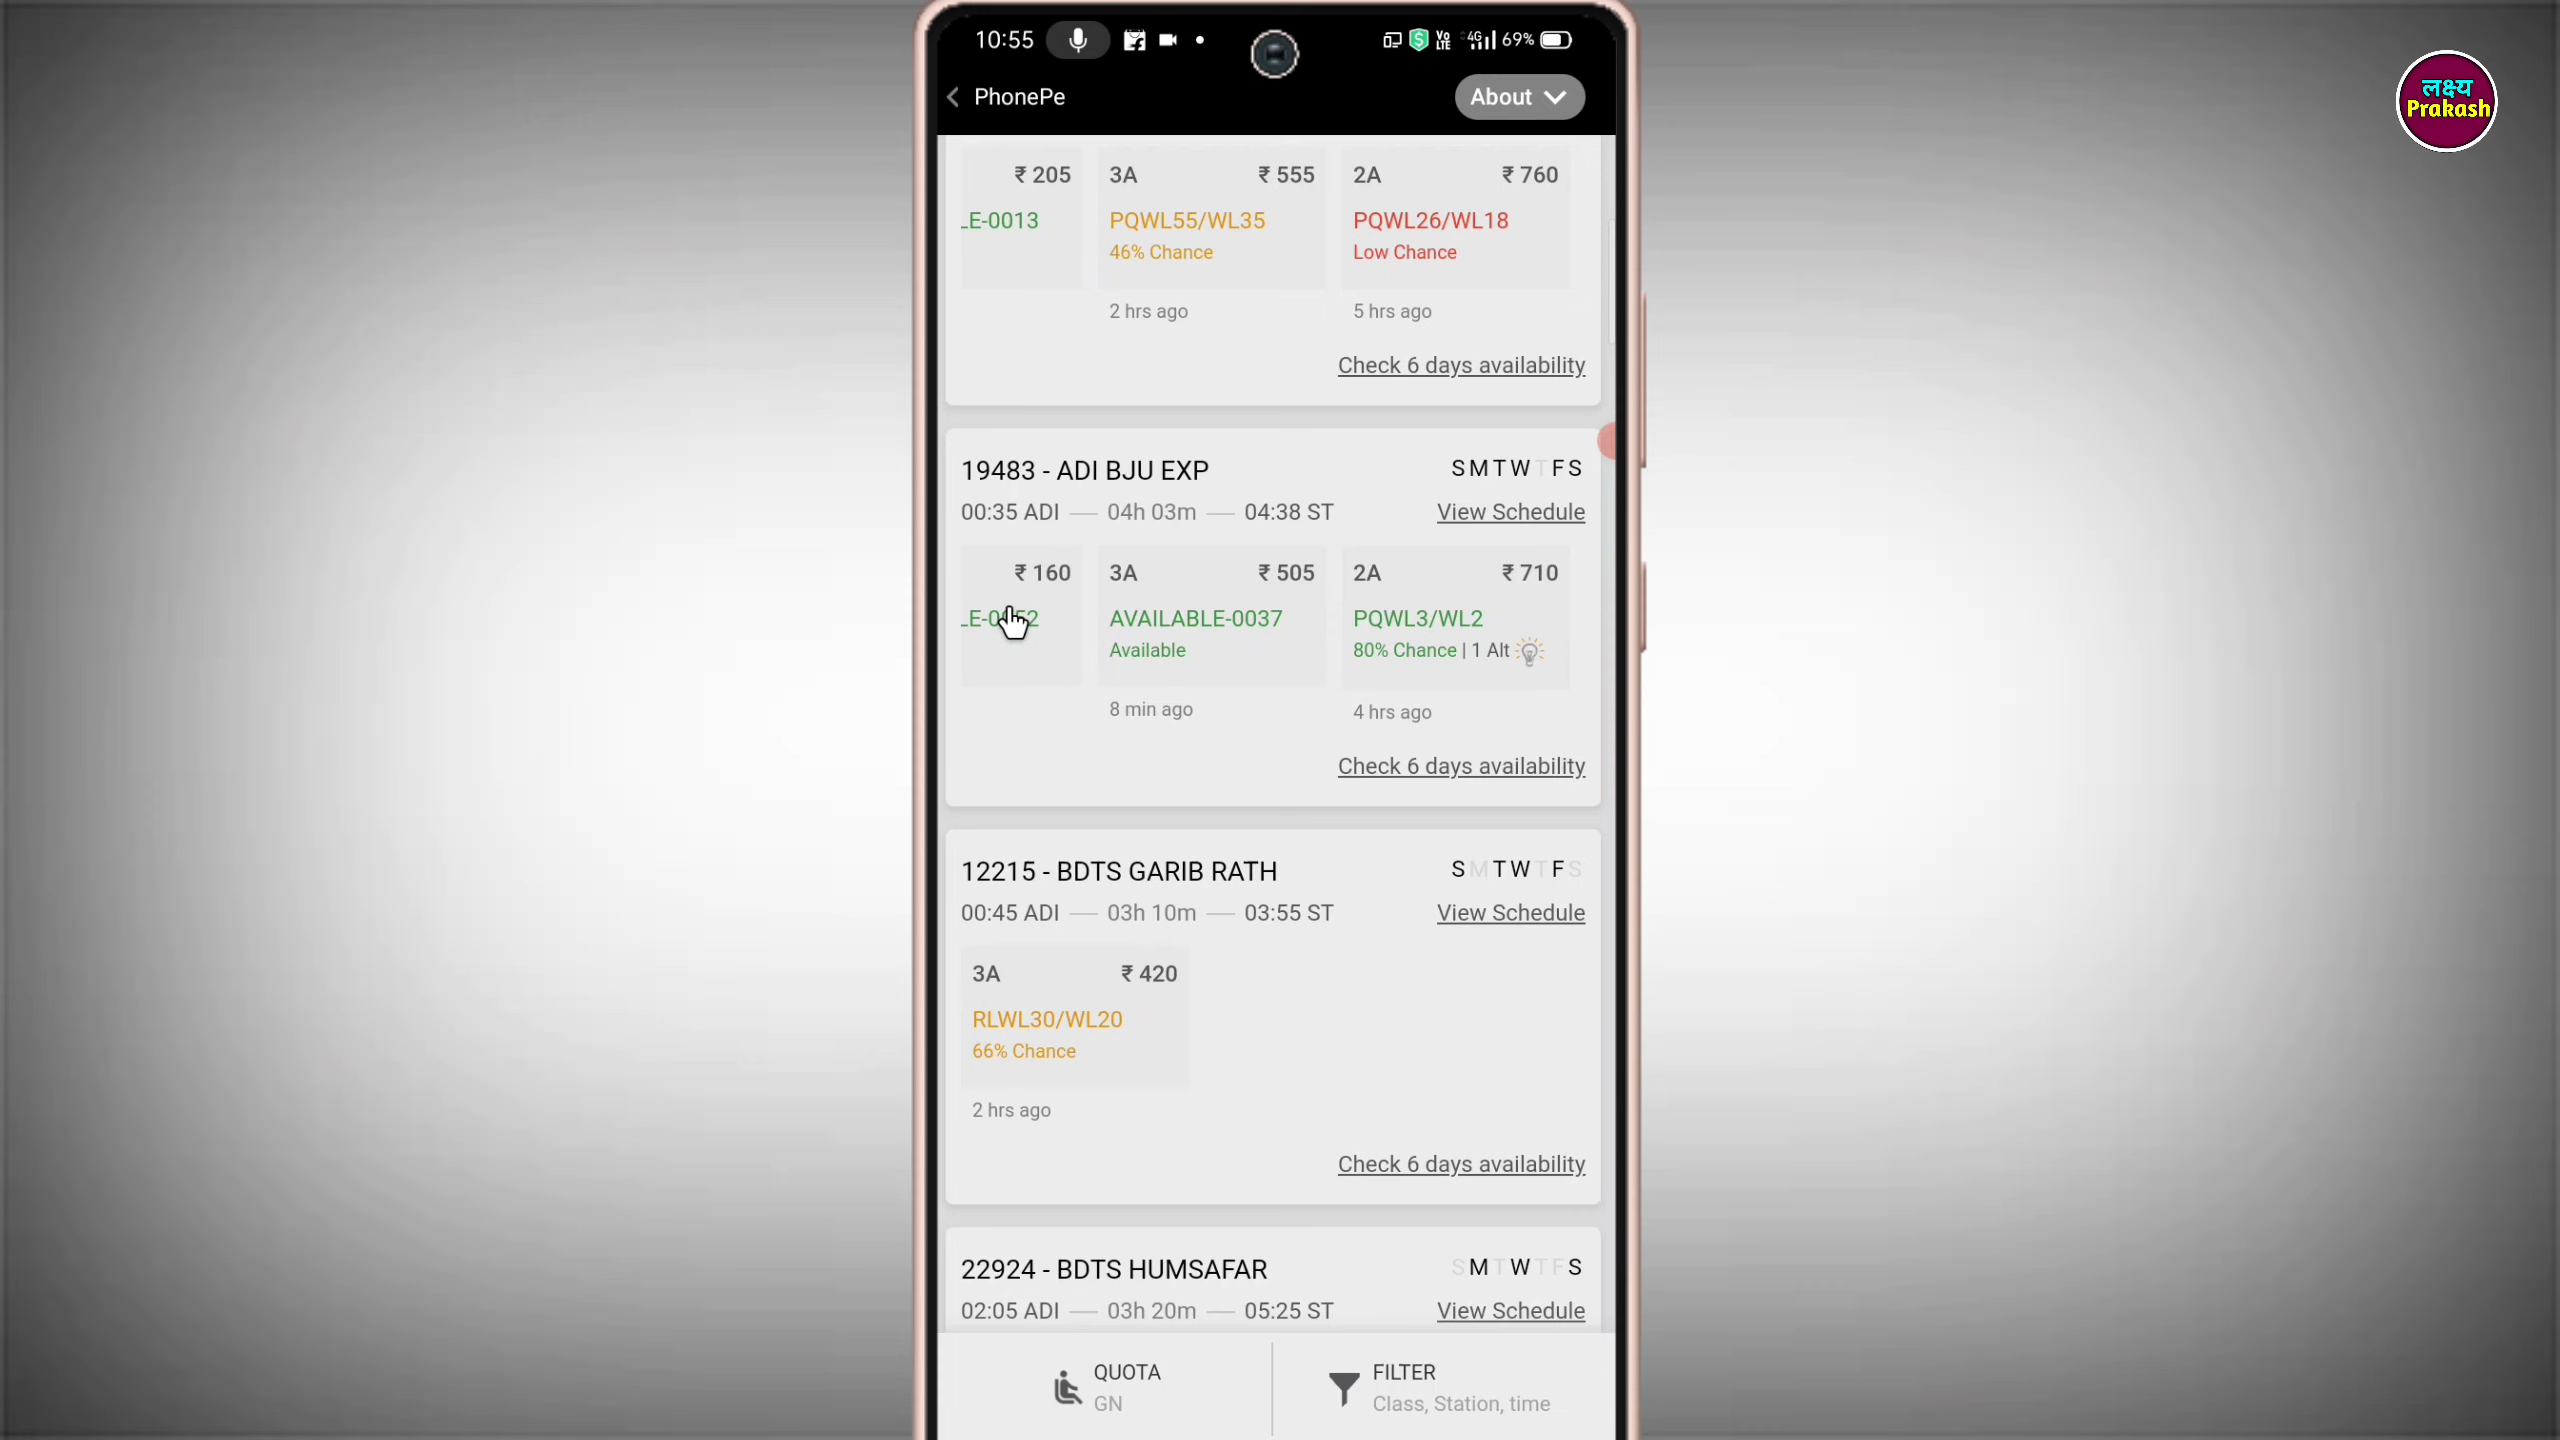 10:55
VoLTE 4G 69%
PhonePe
About
लक्ष्य
Prakash
₹ 205 3A ₹ 555 2A ₹ 760
LE-0013 PQWL55/WL35 PQWL26/WL18
46% Chance Low Chance
2 hrs ago 5 hrs ago
Check 6 days availability
19483 - ADI BJU EXP S M T W T F S
00:35 ADI — 04h 03m — 04:38 ST View Schedule
₹ 160 3A ₹ 505 2A ₹ 710
AVAILABLE-0037 PQWL3/WL2
Available 80% Chance | 1 Alt
8 min ago 4 hrs ago
Check 6 days availability
12215 - BDTS GARIB RATH S M T W T F S
00:45 ADI — 03h 10m — 03:55 ST View Schedule
3A ₹ 420
RLWL30/WL20
66% Chance
2 hrs ago
Check 6 days availability
22924 - BDTS HUMSAFAR S M T W T F S
02:05 ADI — 03h 20m — 05:25 ST View Schedule
QUOTA FILTER
GN Class, Station, time